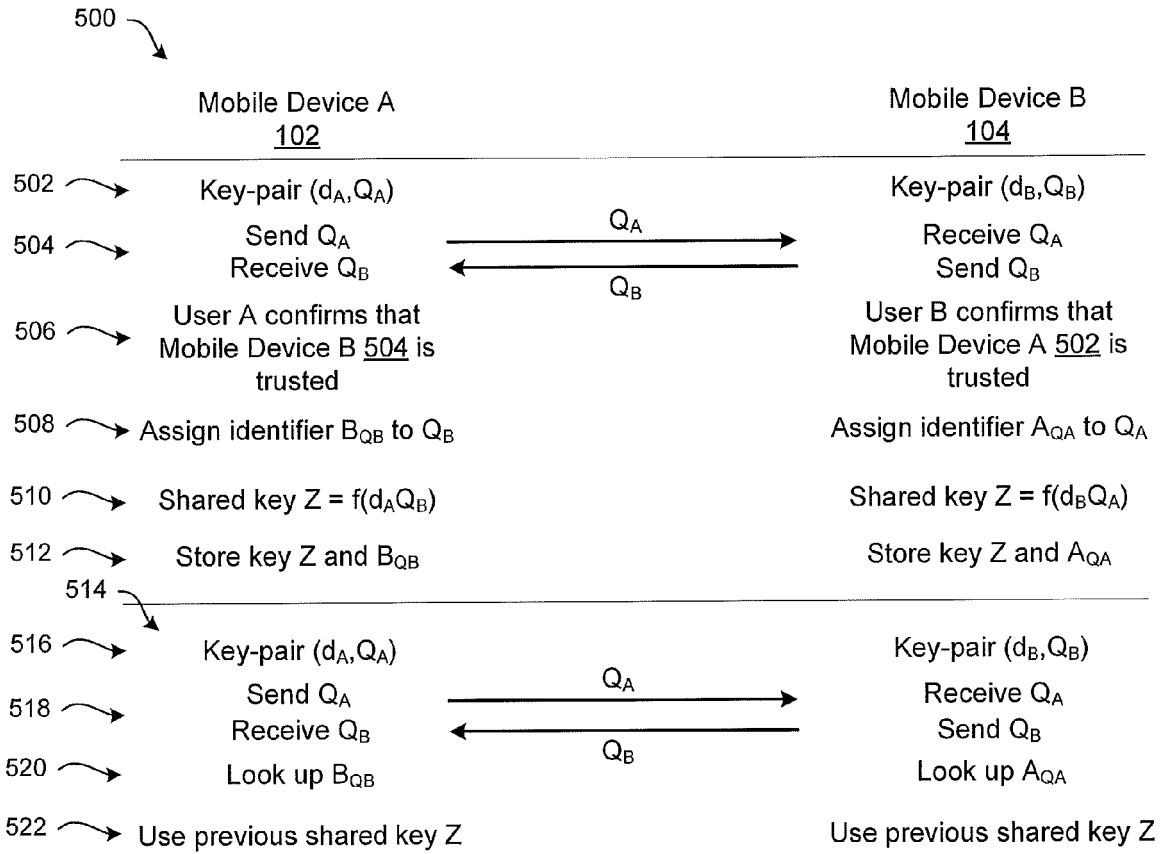 500
Mobile Device A
102
Mobile Device B
104
502
Key-pair (dA,QA)
Key-pair (dB,QB)
504
Send QA
QA
Receive QA
Receive QB
QB
Send QB
506
User A confirms that
Mobile Device B 504 is
trusted
User B confirms that
Mobile Device A 502 is
trusted
508
Assign identifier BQB to QB
Assign identifier AQA to QA
510
Shared key Z = f(dAQB)
Shared key Z = f(dBQA)
512
Store key Z and BQB
Store key Z and AQA
514
516
Key-pair (dA,QA)
Key-pair (dB,QB)
518
Send QA
QA
Receive QA
Receive QB
QB
Send QB
520
Look up BQB
Look up AQA
522
Use previous shared key Z
Use previous shared key Z